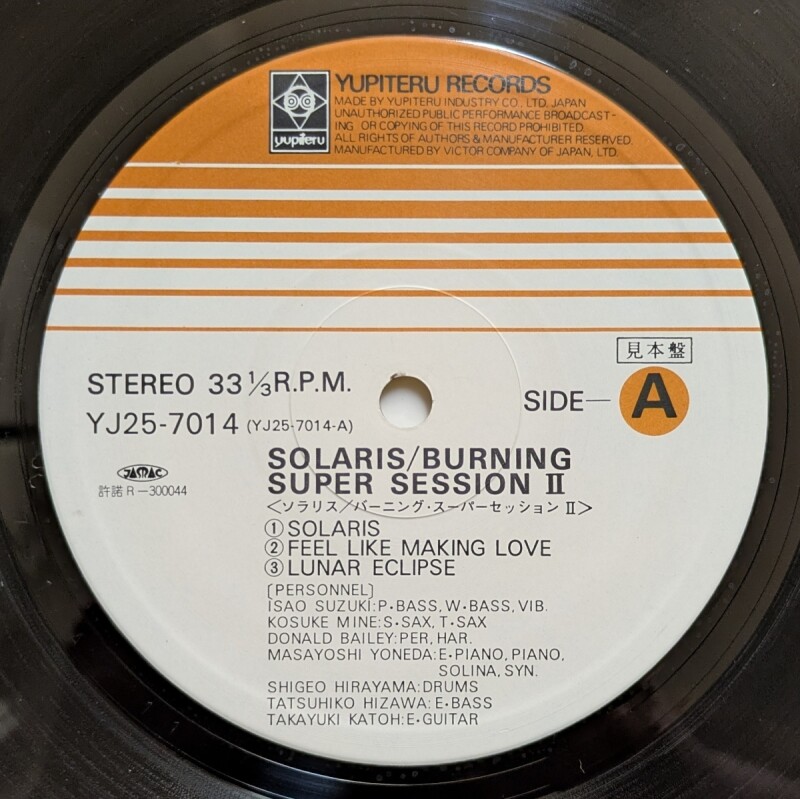 yupiteru
YUPITERU RECORDS
MADE BY YUPITERU INDUSTRY CO., LTD. JAPAN
UNAUTHORIZED PUBLIC PERFORMANCE BROADCAST-
ING OR COPYING OF THIS RECORD PROHIBITED.
ALL RIGHTS OF AUTHORS & MANUFACTURER RESERVED
MANUFACTURED BY VICTOR COMPANY OF JAPAN, LTD.
見本盤
STEREO 33 1/3 R.P.M.
SIDE—A
YJ25-7014 (YJ25-7014-A)
JASRAC
許諾 R-300044
SOLARIS/BURNING
SUPER SESSION II
<ソラリス/バーニング・スーパーセッション II>
① SOLARIS
② FEEL LIKE MAKING LOVE
③ LUNAR ECLIPSE
[PERSONNEL]
ISAO SUZUKI:P・BASS, W・BASS, VIB.
KOSUKE MINE:S・SAX, T・SAX
DONALD BAILEY:PER, HAR.
MASAYOSHI YONEDA:E・PIANO, PIANO,
SOLINA, SYN.
SHIGEO HIRAYAMA:DRUMS
TATSUHIKO HIZAWA:E・BASS
TAKAYUKI KATOH:E・GUITAR